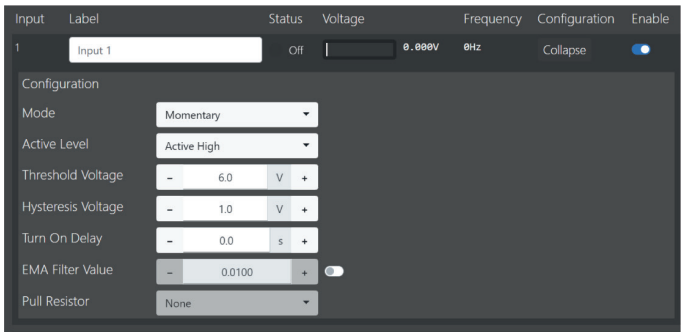 Input Label Status Voltage Frequency Configuration Enable
1 Input 1 Off 0.000V 0Hz Collapse
Configuration
Mode Momentary
Active Level Active High
Threshold Voltage - 6.0 V +
Hysteresis Voltage - 1.0 V +
Turn On Delay - 0.0 s +
EMA Filter Value - 0.0100 +
Pull Resistor None